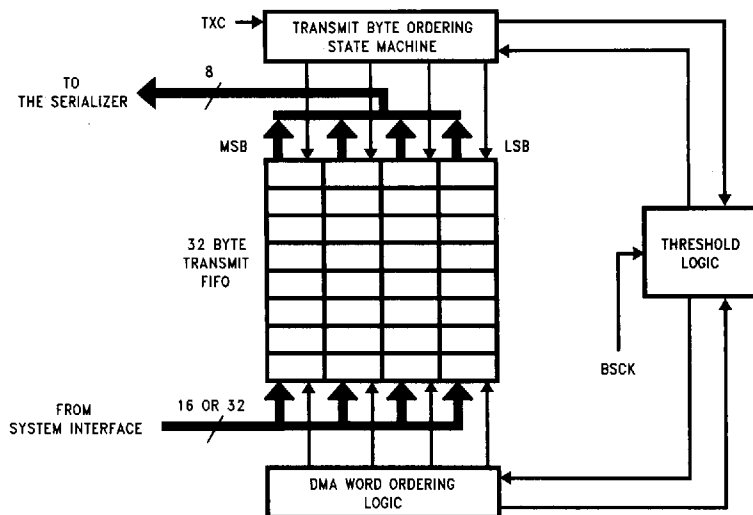 TXC
TRANSMIT BYTE ORDERING
STATE MACHINE
TO
THE SERIALIZER
8
MSB
LSB
32 BYTE
TRANSMIT
FIFO
THRESHOLD
LOGIC
BSCK
FROM
SYSTEM INTERFACE
16 OR 32
DMA WORD ORDERING
LOGIC